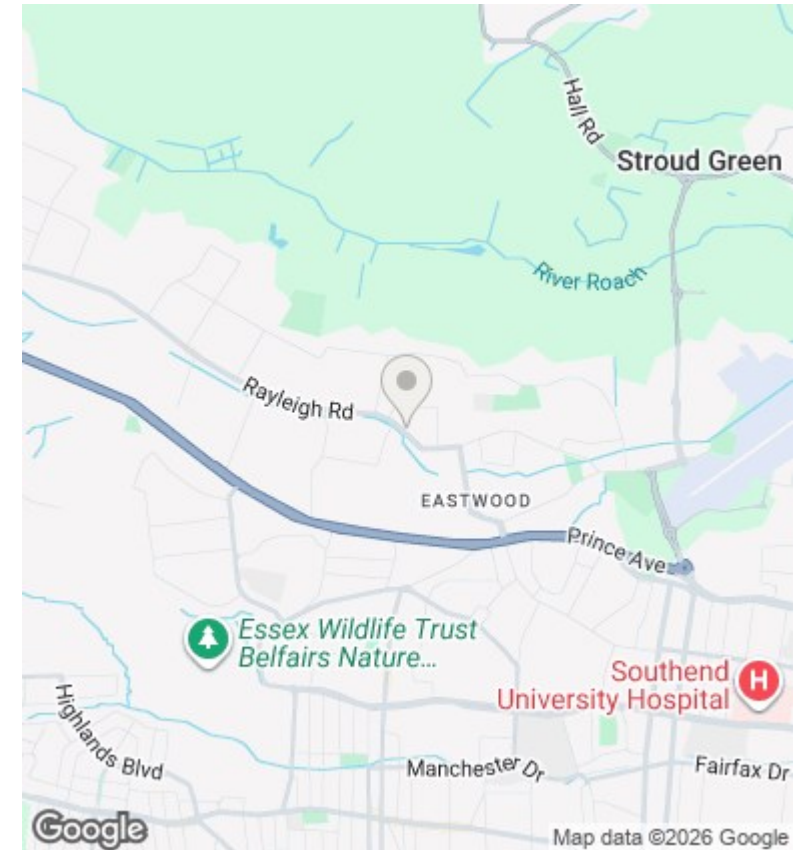 Hall Rd
Stroud Green
River Roach
Rayleigh Rd
EASTWOOD
Prince Ave
Essex Wildlife Trust
Belfairs Nature...
Southend
University Hospital
H
Highlands Blvd
Manchester Dr
Fairfax Dr
Google
Map data ©2026 Google